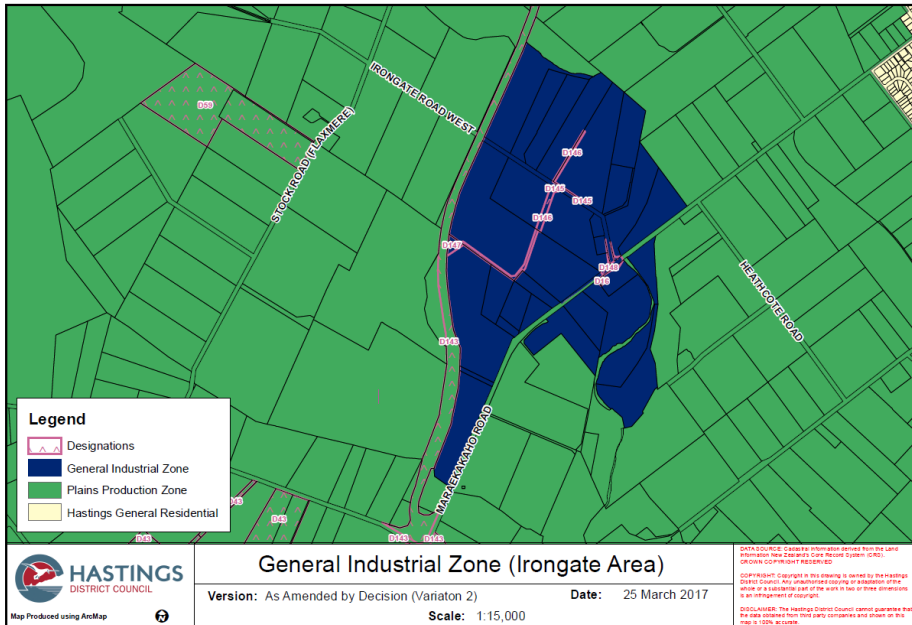 IRONGATE ROAD WEST
D59
STOCK ROAD (FLAXMERE)
D146
D145
D145
D146
D147
D148
D16
HEATHCOTE ROAD
D143
MARAEKAKAHO ROAD
D43
D43
D43
D143
D143
Legend
Designations
General Industrial Zone
Plains Production Zone
Hastings General Residential
HASTINGS
DISTRICT COUNCIL
Map Produced using ArcMap
General Industrial Zone (Irongate Area)
Version: As Amended by Decision (Variaton 2)
Date: 25 March 2017
Scale: 1:15,000
DATA SOURCE: Cadastral Information derived from the Land
Information New Zealand's Core Record System (CRS).
CROWN COPYRIGHT RESERVED
COPYRIGHT: Copyright in this drawing is owned by the Hastings
District Council. Any unauthorised copying or adaptation of the
whole or a substantial part of the work in two or three dimensions
is an infringement of copyright.
DISCLAIMER: The Hastings District Council cannot guarantee that
the data obtained from third party companies and shown on this
map is 100% accurate.